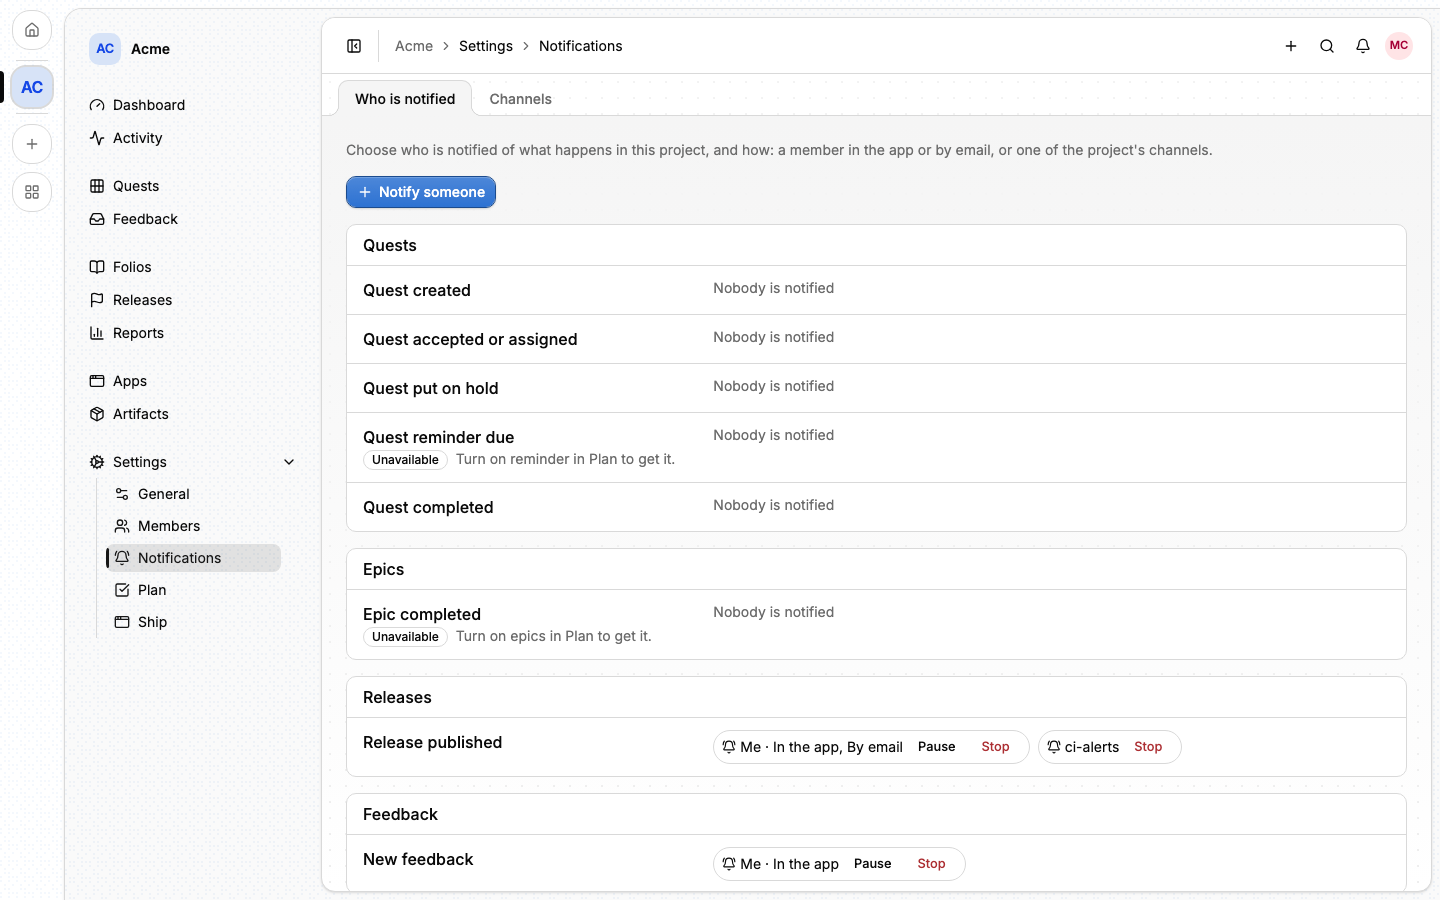 AC
AC Acme
Dashboard
Activity
Quests
Feedback
Folios
Releases
Reports
Apps
Artifacts
Settings
General
Members
Notifications
Plan
Ship
Acme > Settings > Notifications
MC
Who is notified
Channels
Choose who is notified of what happens in this project, and how: a member in the app or by email, or one of the project's channels.
+ Notify someone
Quests
Quest created
Nobody is notified
Quest accepted or assigned
Nobody is notified
Quest put on hold
Nobody is notified
Quest reminder due
Nobody is notified
Unavailable Turn on reminder in Plan to get it.
Quest completed
Nobody is notified
Epics
Epic completed
Nobody is notified
Unavailable Turn on epics in Plan to get it.
Releases
Release published
Me · In the app, By email Pause Stop
ci-alerts Stop
Feedback
New feedback
Me · In the app Pause Stop